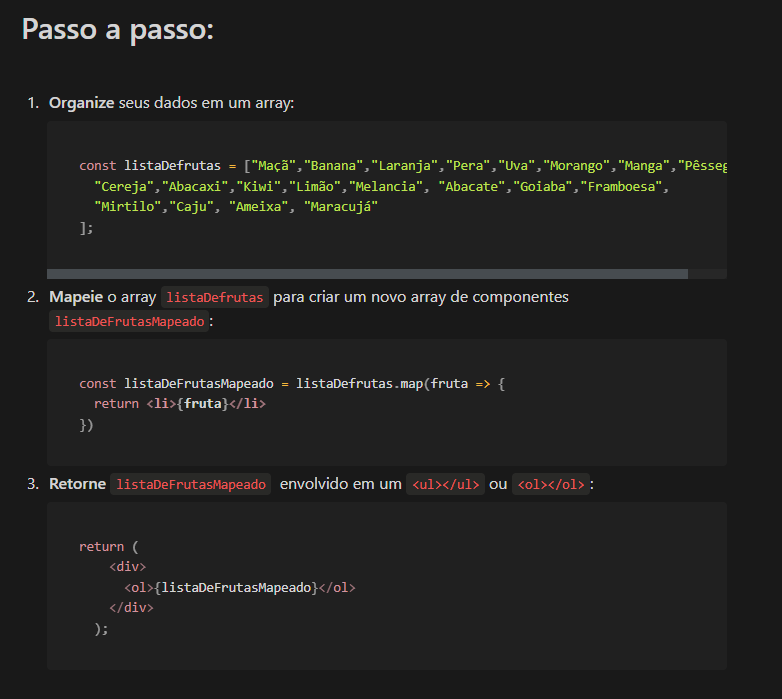 Passo a passo:
1. Organize seus dados em um array:
const listaDefrutas = ["Maçã","Banana","Laranja","Pera","Uva","Morango","Manga","Pêsseg
"Cereja","Abacaxi","Kiwi","Limão","Melancia", "Abacate","Goiaba","Framboesa",
"Mirtilo","Caju", "Ameixa", "Maracujá"
];
2. Mapeie o array listaDefrutas para criar um novo array de componentes
listaDeFrutasMapeado:
const listaDeFrutasMapeado = listaDefrutas.map(fruta => {
return <li>{fruta}</li>
})
3. Retorne listaDeFrutasMapeado envolvido em um <ul></ul> ou <ol></ol>:
return (
<div>
<ol>{listaDeFrutasMapeado}</ol>
</div>
);